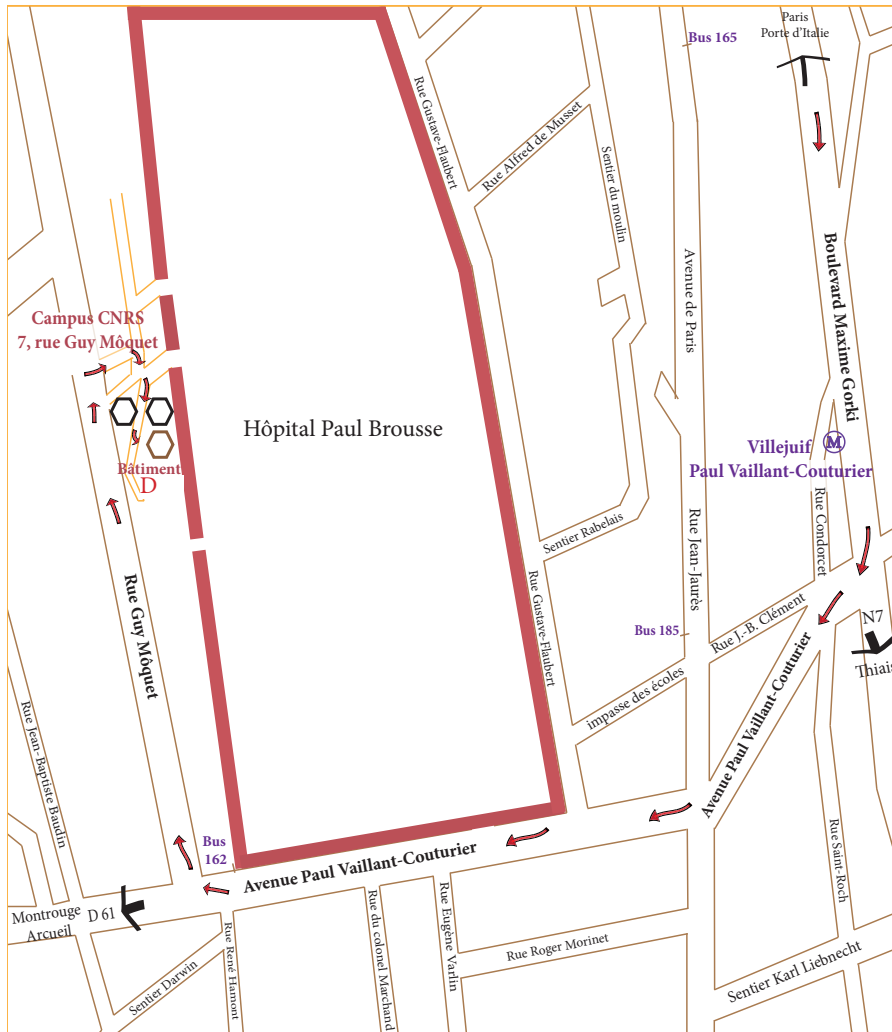 Paris
Porte d'Italie
Bus 165
Rue Gustave-Flaubert
Rue Alfred de Musset
Sentier du moulin
Avenue de Paris
Boulevard Maxime Gorki
Campus CNRS
7, rue Guy Môquet
Hôpital Paul Brousse
Villejuif
M
Paul Vaillant-Couturier
Bâtiment
D
Rue Condorcet
Sentier Rabelais
Rue Jean-Jaurès
Rue Guy Môquet
Rue Gustave-Flaubert
Bus 185
Rue J.-B. Clément
N7
Thiais
impasse des écoles
Avenue Paul Vaillant-Couturier
Rue Jean-Baptiste Baudin
Bus
162
Avenue Paul Vaillant-Couturier
Rue Saint-Roch
Montrouge
Arcueil
D 61
Rue René Hamont
Rue du colonel Marchand
Rue Eugène Varlin
Rue Roger Morinet
Sentier Darwin
Sentier Karl Liebnecht